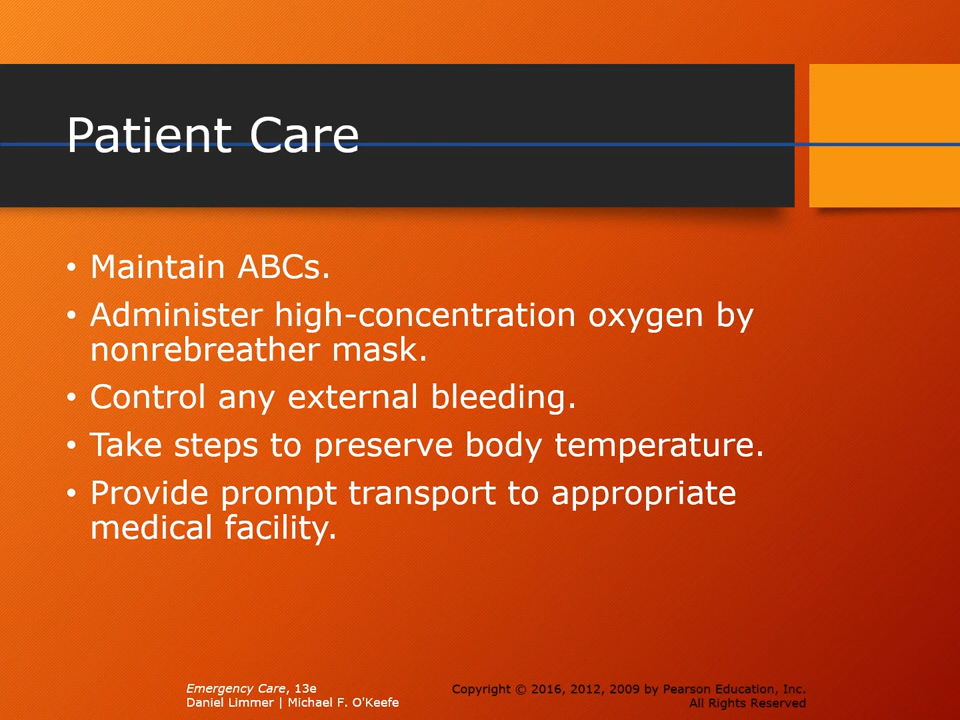 Patient Care
• Maintain ABCs.
• Administer high-concentration oxygen by
nonrebreather mask.
• Control any external bleeding.
• Take steps to preserve body temperature.
• Provide prompt transport to appropriate
medical facility.
Emergency Care, 13e
Daniel Limmer | Michael F. O'Keefe
Copyright © 2016, 2012, 2009 by Pearson Education, Inc.
All Rights Reserved